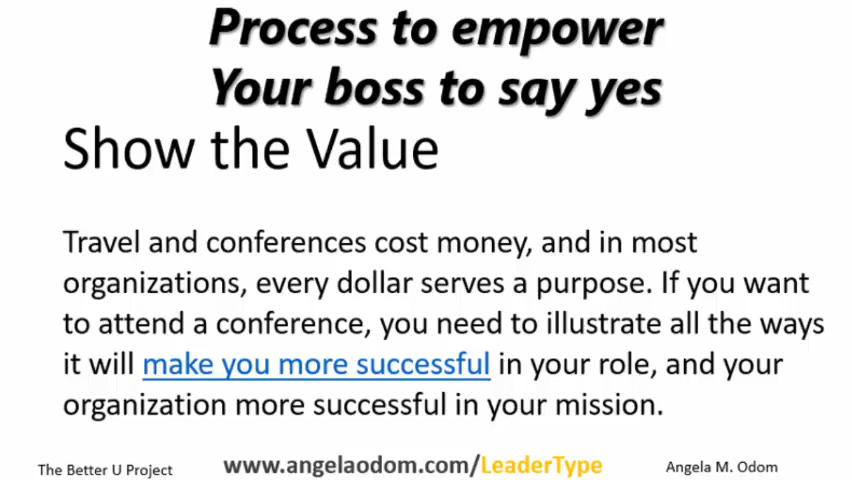 Process to empower
Your boss to say yes
Show the Value
Travel and conferences cost money, and in most
organizations, every dollar serves a purpose. If you want
to attend a conference, you need to illustrate all the ways
it will make you more successful in your role, and your
organization more successful in your mission.
The Better U Project
www.angelaodom.com/LeaderType
Angela M. Odom